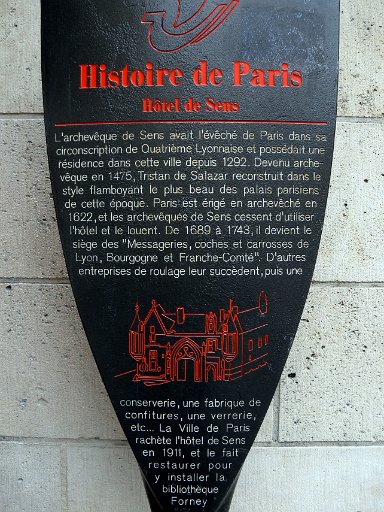 Histoire de Paris
Hôtel de Sens
L'archevêque de Sens avait l'évêché de Paris dans sa
circonscription de Quatrième Lyonnaise et possédait une
résidence dans cette ville depuis 1292. Devenu arche-
vêque en 1475, Tristan de Salazar reconstruit dans le
style flamboyant le plus beau des palais parisiens
de cette époque. Paris est érigé en archevêché en
1622, et les archevêques de Sens cessent d'utiliser
l'hôtel et le louent. De 1689 à 1743, il devient le
siège des "Messageries, coches et carrosses de
Lyon, Bourgogne et Franche-Comté". D'autres
entreprises de roulage leur succèdent, puis une
conserverie, une fabrique de
confitures, une verrerie,
etc... La Ville de Paris
rachète l'hôtel de Sens
en 1911, et le fait
restaurer pour
y installer la
bibliothèque
Forney